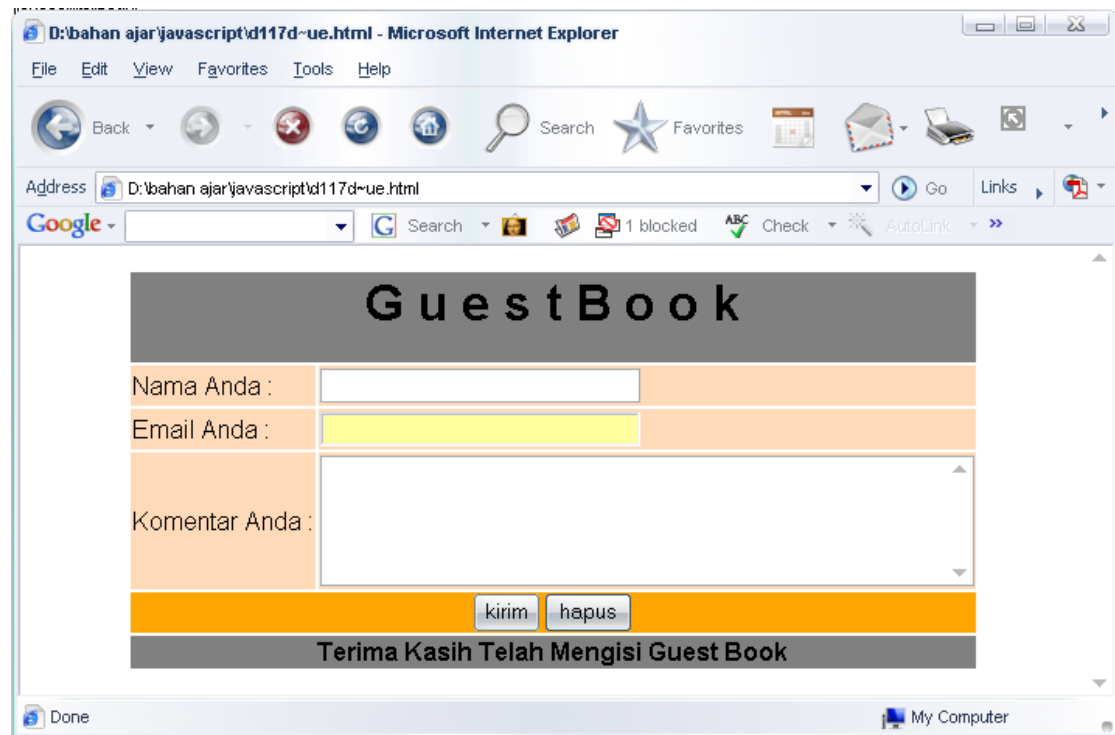 D:\bahan ajar\javascript\d117d~ue.html - Microsoft Internet Explorer
File Edit View Favorites Tools Help
Back Search Favorites
Address D:\bahan ajar\javascript\d117d~ue.html Go Links
Google Search 1 blocked ABC Check AutoLink
G u e s t B o o k
Nama Anda :
Email Anda :
Komentar Anda :
kirim hapus
Terima Kasih Telah Mengisi Guest Book
Done My Computer